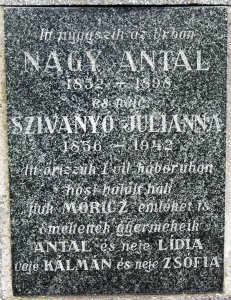 Itt nyugszik az Úrban
NAGY ANTAL
1852 – 1898
és neje
SZIVANYÓ JULIANNA
1856 – 1942
Itt őrizzük I. vil. háborúban
hősi halált halt
fiuk MÓRICZ emlékét is
Emeltették gyermekeik
ANTAL és neje LÍDIA
veje KÁLMÁN és neje ZSÓFIA